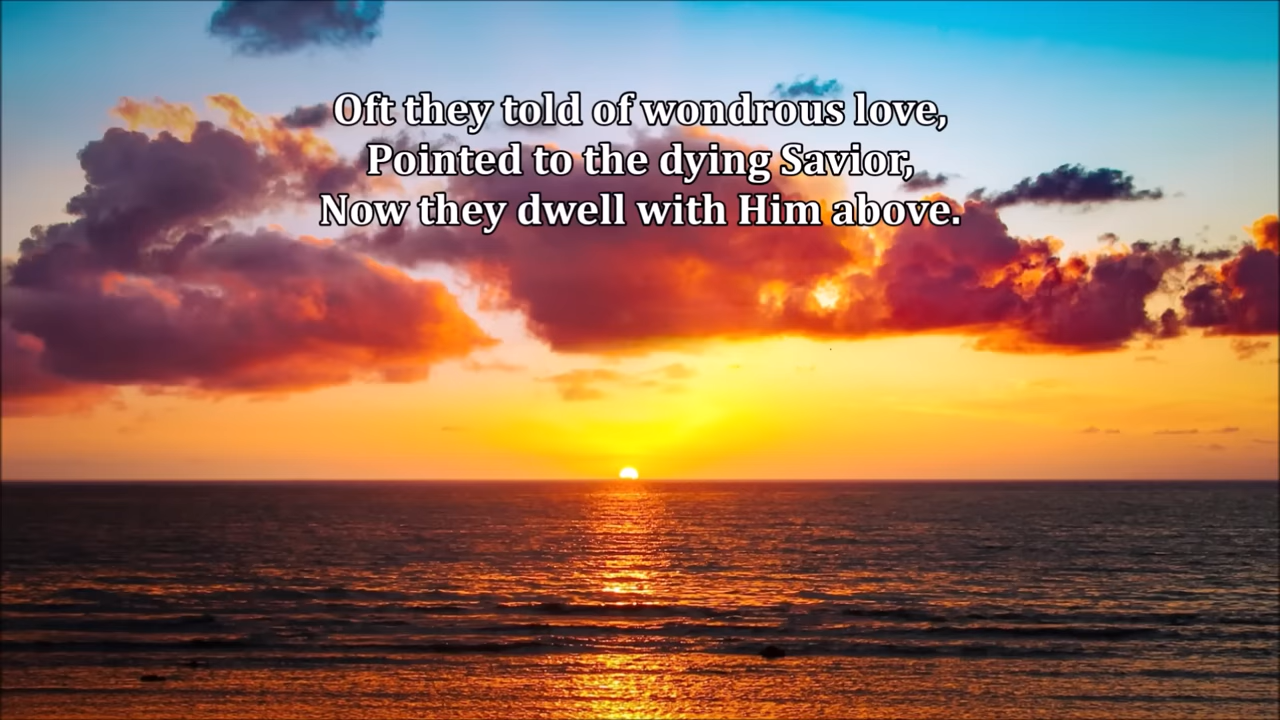 Oft they told of wondrous love,
Pointed to the dying Savior,
Now they dwell with Him above.